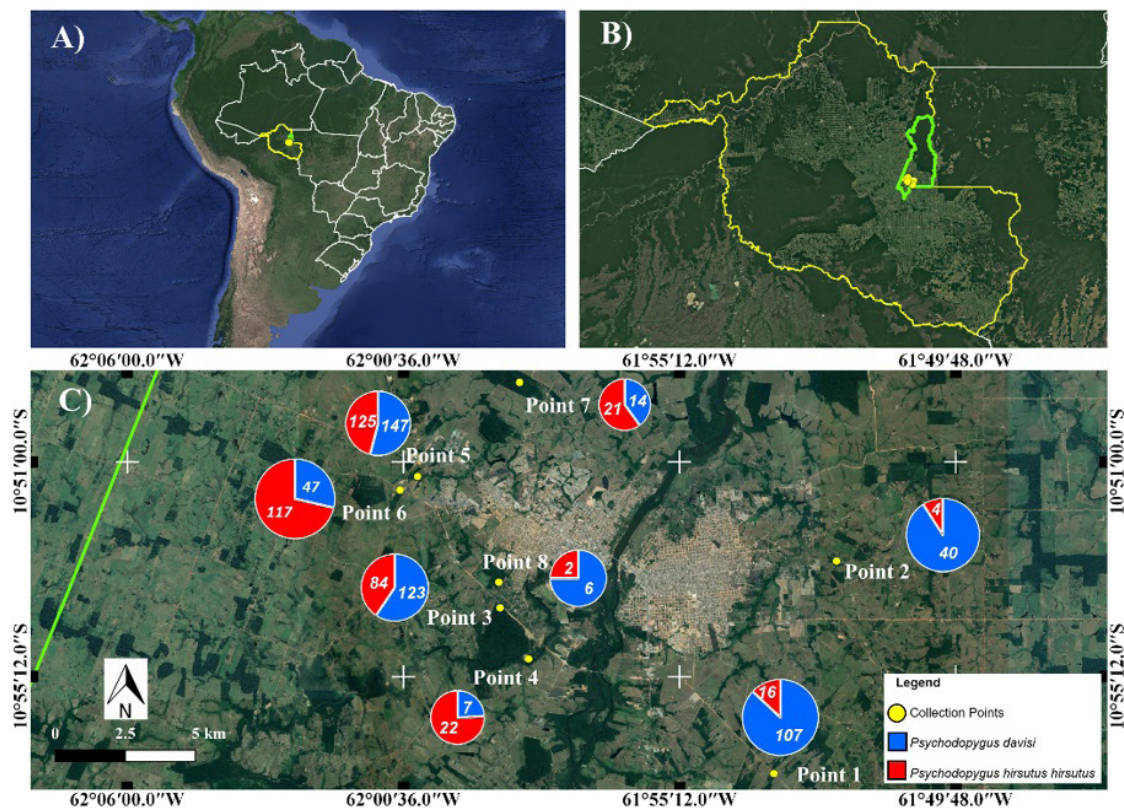 A)
B)
62°06'00.0"W 62°00'36.0"W 61°55'12.0"W 61°49'48.0"W
C)
10°51'00.0"S
10°51'00.0"S
10°55'12.0"S
10°55'12.0"S
125 147
Point 5
Point 7
21 14
117 47
Point 6
84 123
Point 3
Point 8
2 6
Point 2
4 40
Point 4
22 7
16 107
Point 1
N
0 2.5 5 km
Legend
Collection Points
Psychodopygus davisi
Psychodopygus hirsutus hirsutus
62°06'00.0"W 62°00'36.0"W 61°55'12.0"W 61°49'48.0"W